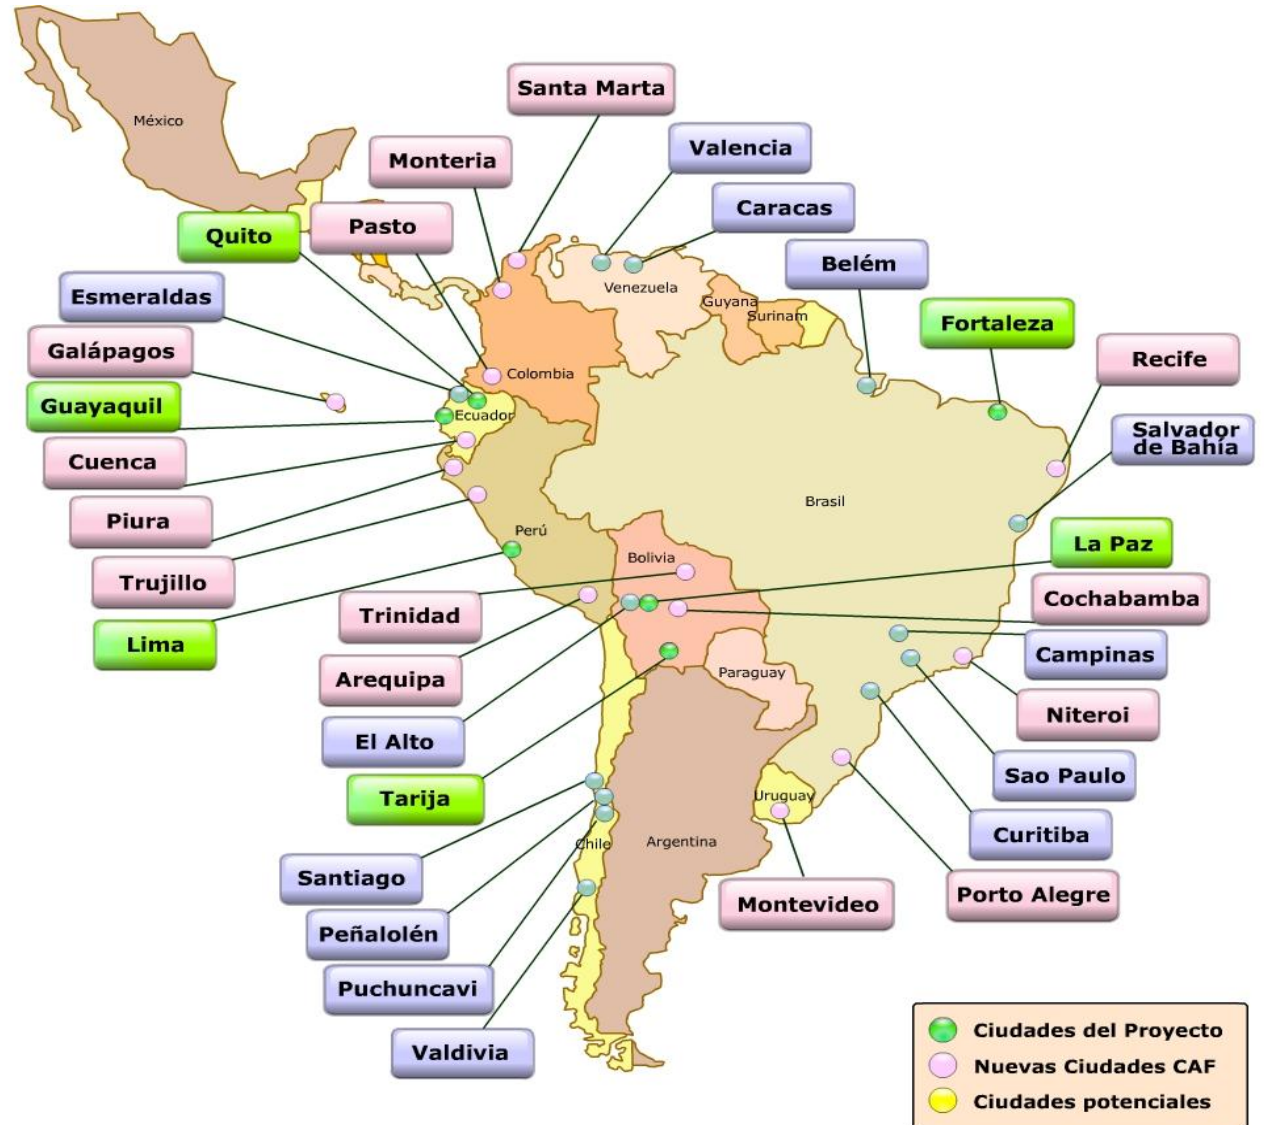 México
Santa Marta
Monteria
Valencia
Caracas
Quito
Pasto
Belém
Esmeraldas
Venezuela
Guyana
Surinam
Fortaleza
Galápagos
Recife
Colombia
Guayaquil
Ecuador
Salvador
de Bahía
Cuenca
Brasil
Piura
Perú
La Paz
Bolivia
Trujillo
Trinidad
Cochabamba
Lima
Campinas
Arequipa
Paraguay
Niteroi
El Alto
Sao Paulo
Tarija
Uruguay
Curitiba
Chile
Argentina
Santiago
Montevideo
Porto Alegre
Peñalolén
Puchuncavi
Valdivia
Ciudades del Proyecto
Nuevas Ciudades CAF
Ciudades potenciales